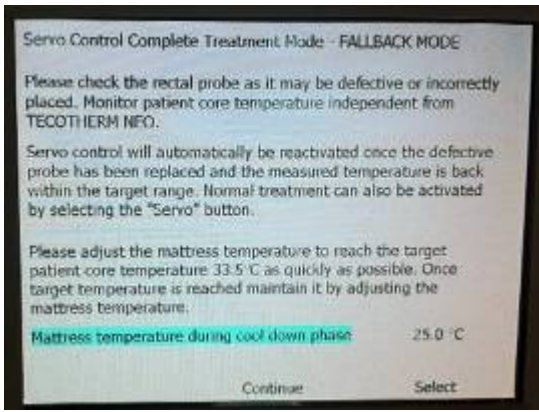 Servo Control Complete Treatment Mode - FALLBACK MODE
Please check the rectal probe as it may be defective or incorrectly
placed. Monitor patient core temperature independent from
TECOTHERM NEO.
Servo control will automatically be reactivated once the defective
probe has been replaced and the measured temperature is back
within the target range. Normal treatment can also be activated
by selecting the "Servo" button.
Please adjust the mattress temperature to reach the target
patient core temperature 33.5 °C as quickly as possible. Once
target temperature is reached maintain it by adjusting the
mattress temperature.
Mattress temperature during cool down phase 25.0 °C
Continue Select